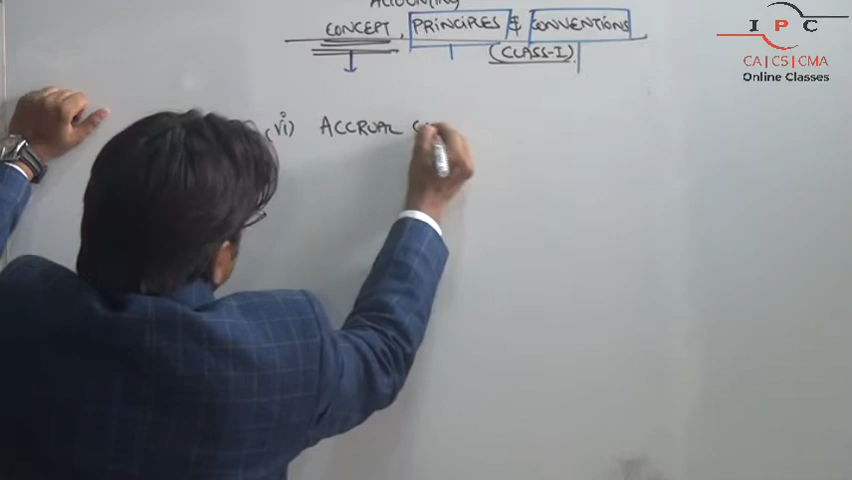 ACCOUNTING
CONCEPT, PRINCIPLES & CONVENTIONS
(CLASS-I)
(vi) ACCRUAL
I P C
CA|CS|CMA
Online Classes